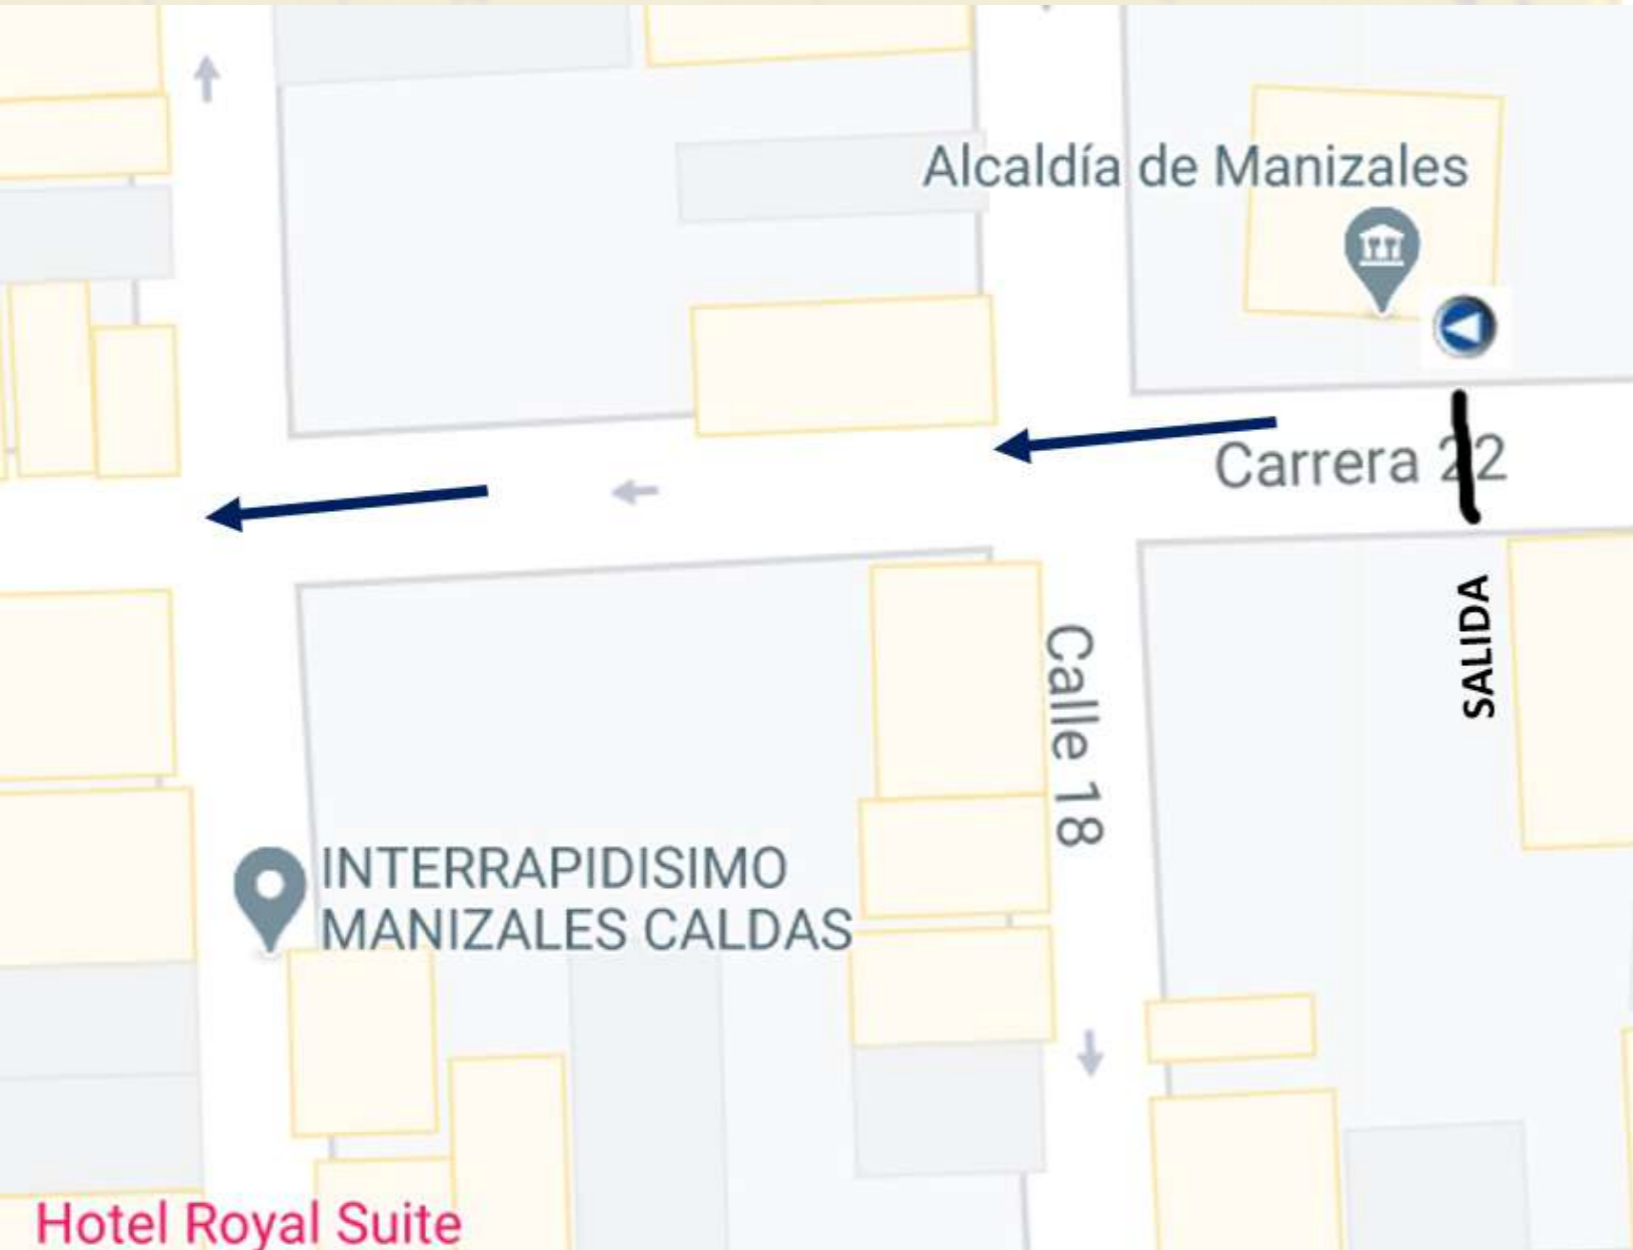 Alcaldía de Manizales
Carrera 22
SALIDA
Calle 18
INTERRAPIDISIMO
MANIZALES CALDAS
Hotel Royal Suite